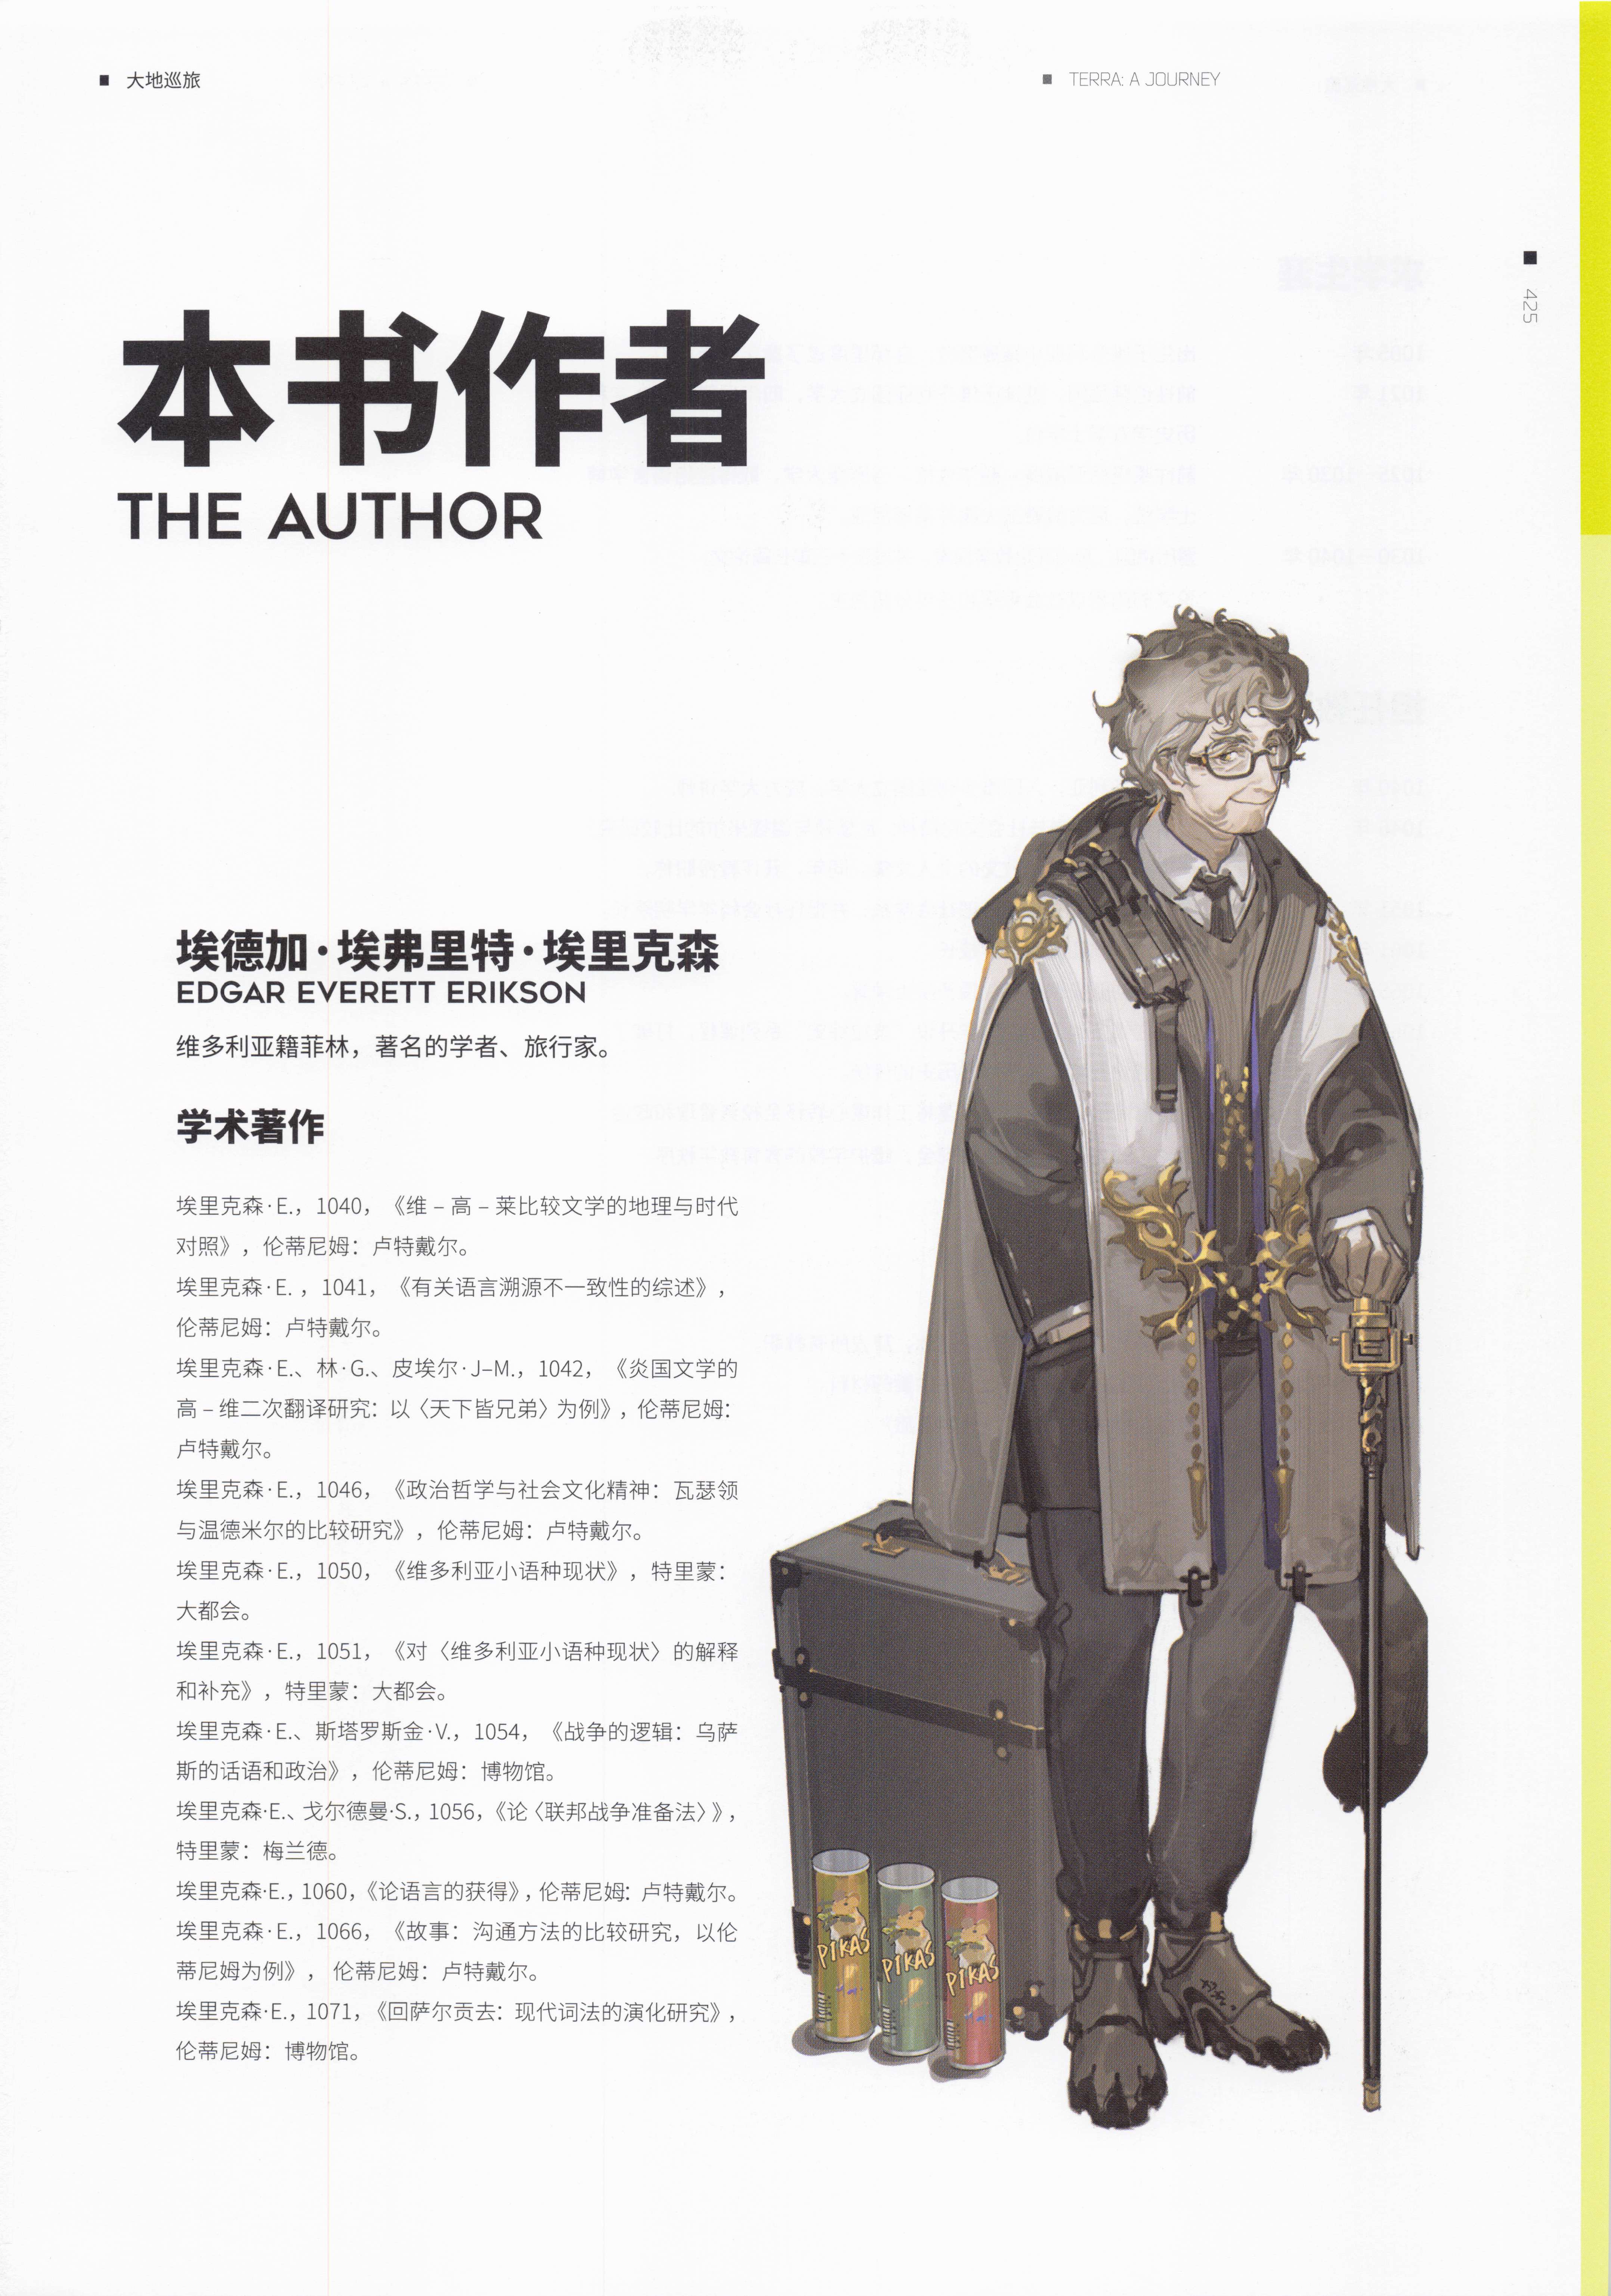 大地巡旅
TERRA: A JOURNEY
425
本书作者
THE AUTHOR
埃德加·埃弗里特·埃里克森
EDGAR EVERETT ERIKSON
维多利亚籍菲林，著名的学者、旅行家。
学术著作
埃里克森·E.，1040，《维－高－莱比较文学的地理与时代
对照》，伦蒂尼姆：卢特戴尔。
埃里克森·E.，1041，《有关语言溯源不一致性的综述》，
伦蒂尼姆：卢特戴尔。
埃里克森·E.、林·G.、皮埃尔·J–M.，1042，《炎国文学的
高－维二次翻译研究：以〈天下皆兄弟〉为例》，伦蒂尼姆：
卢特戴尔。
埃里克森·E.，1046，《政治哲学与社会文化精神：瓦瑟领
与温德米尔的比较研究》，伦蒂尼姆：卢特戴尔。
埃里克森·E.，1050，《维多利亚小语种现状》，特里蒙：
大都会。
埃里克森·E.，1051，《对〈维多利亚小语种现状〉的解释
和补充》，特里蒙：大都会。
埃里克森·E.、斯塔罗斯金·V.，1054，《战争的逻辑：乌萨
斯的话语和政治》，伦蒂尼姆：博物馆。
埃里克森·E.、戈尔德曼·S.，1056，《论〈联邦战争准备法〉》，
特里蒙：梅兰德。
埃里克森·E.，1060，《论语言的获得》，伦蒂尼姆：卢特戴尔。
埃里克森·E.，1066，《故事：沟通方法的比较研究，以伦
蒂尼姆为例》，伦蒂尼姆：卢特戴尔。
埃里克森·E.，1071，《回萨尔贡去：现代词法的演化研究》，
伦蒂尼姆：博物馆。
PIKAS
PIKAS
PIKAS